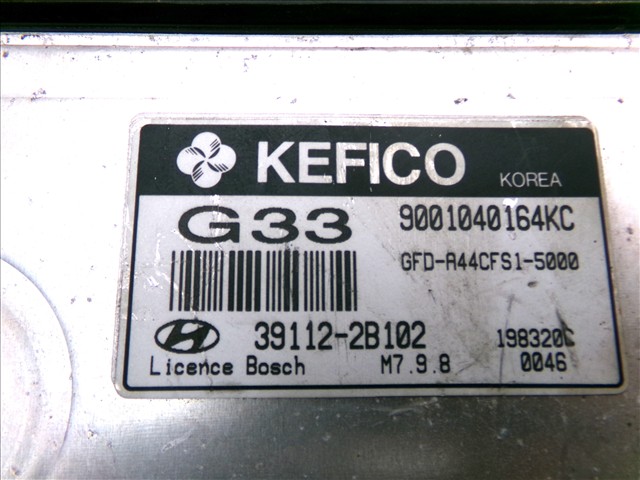 KEFICO KOREA
G33 9001040164KC
GFD-A44CFS1-5000
39112-2B102 198320C
Licence Bosch M7.9.8 0046